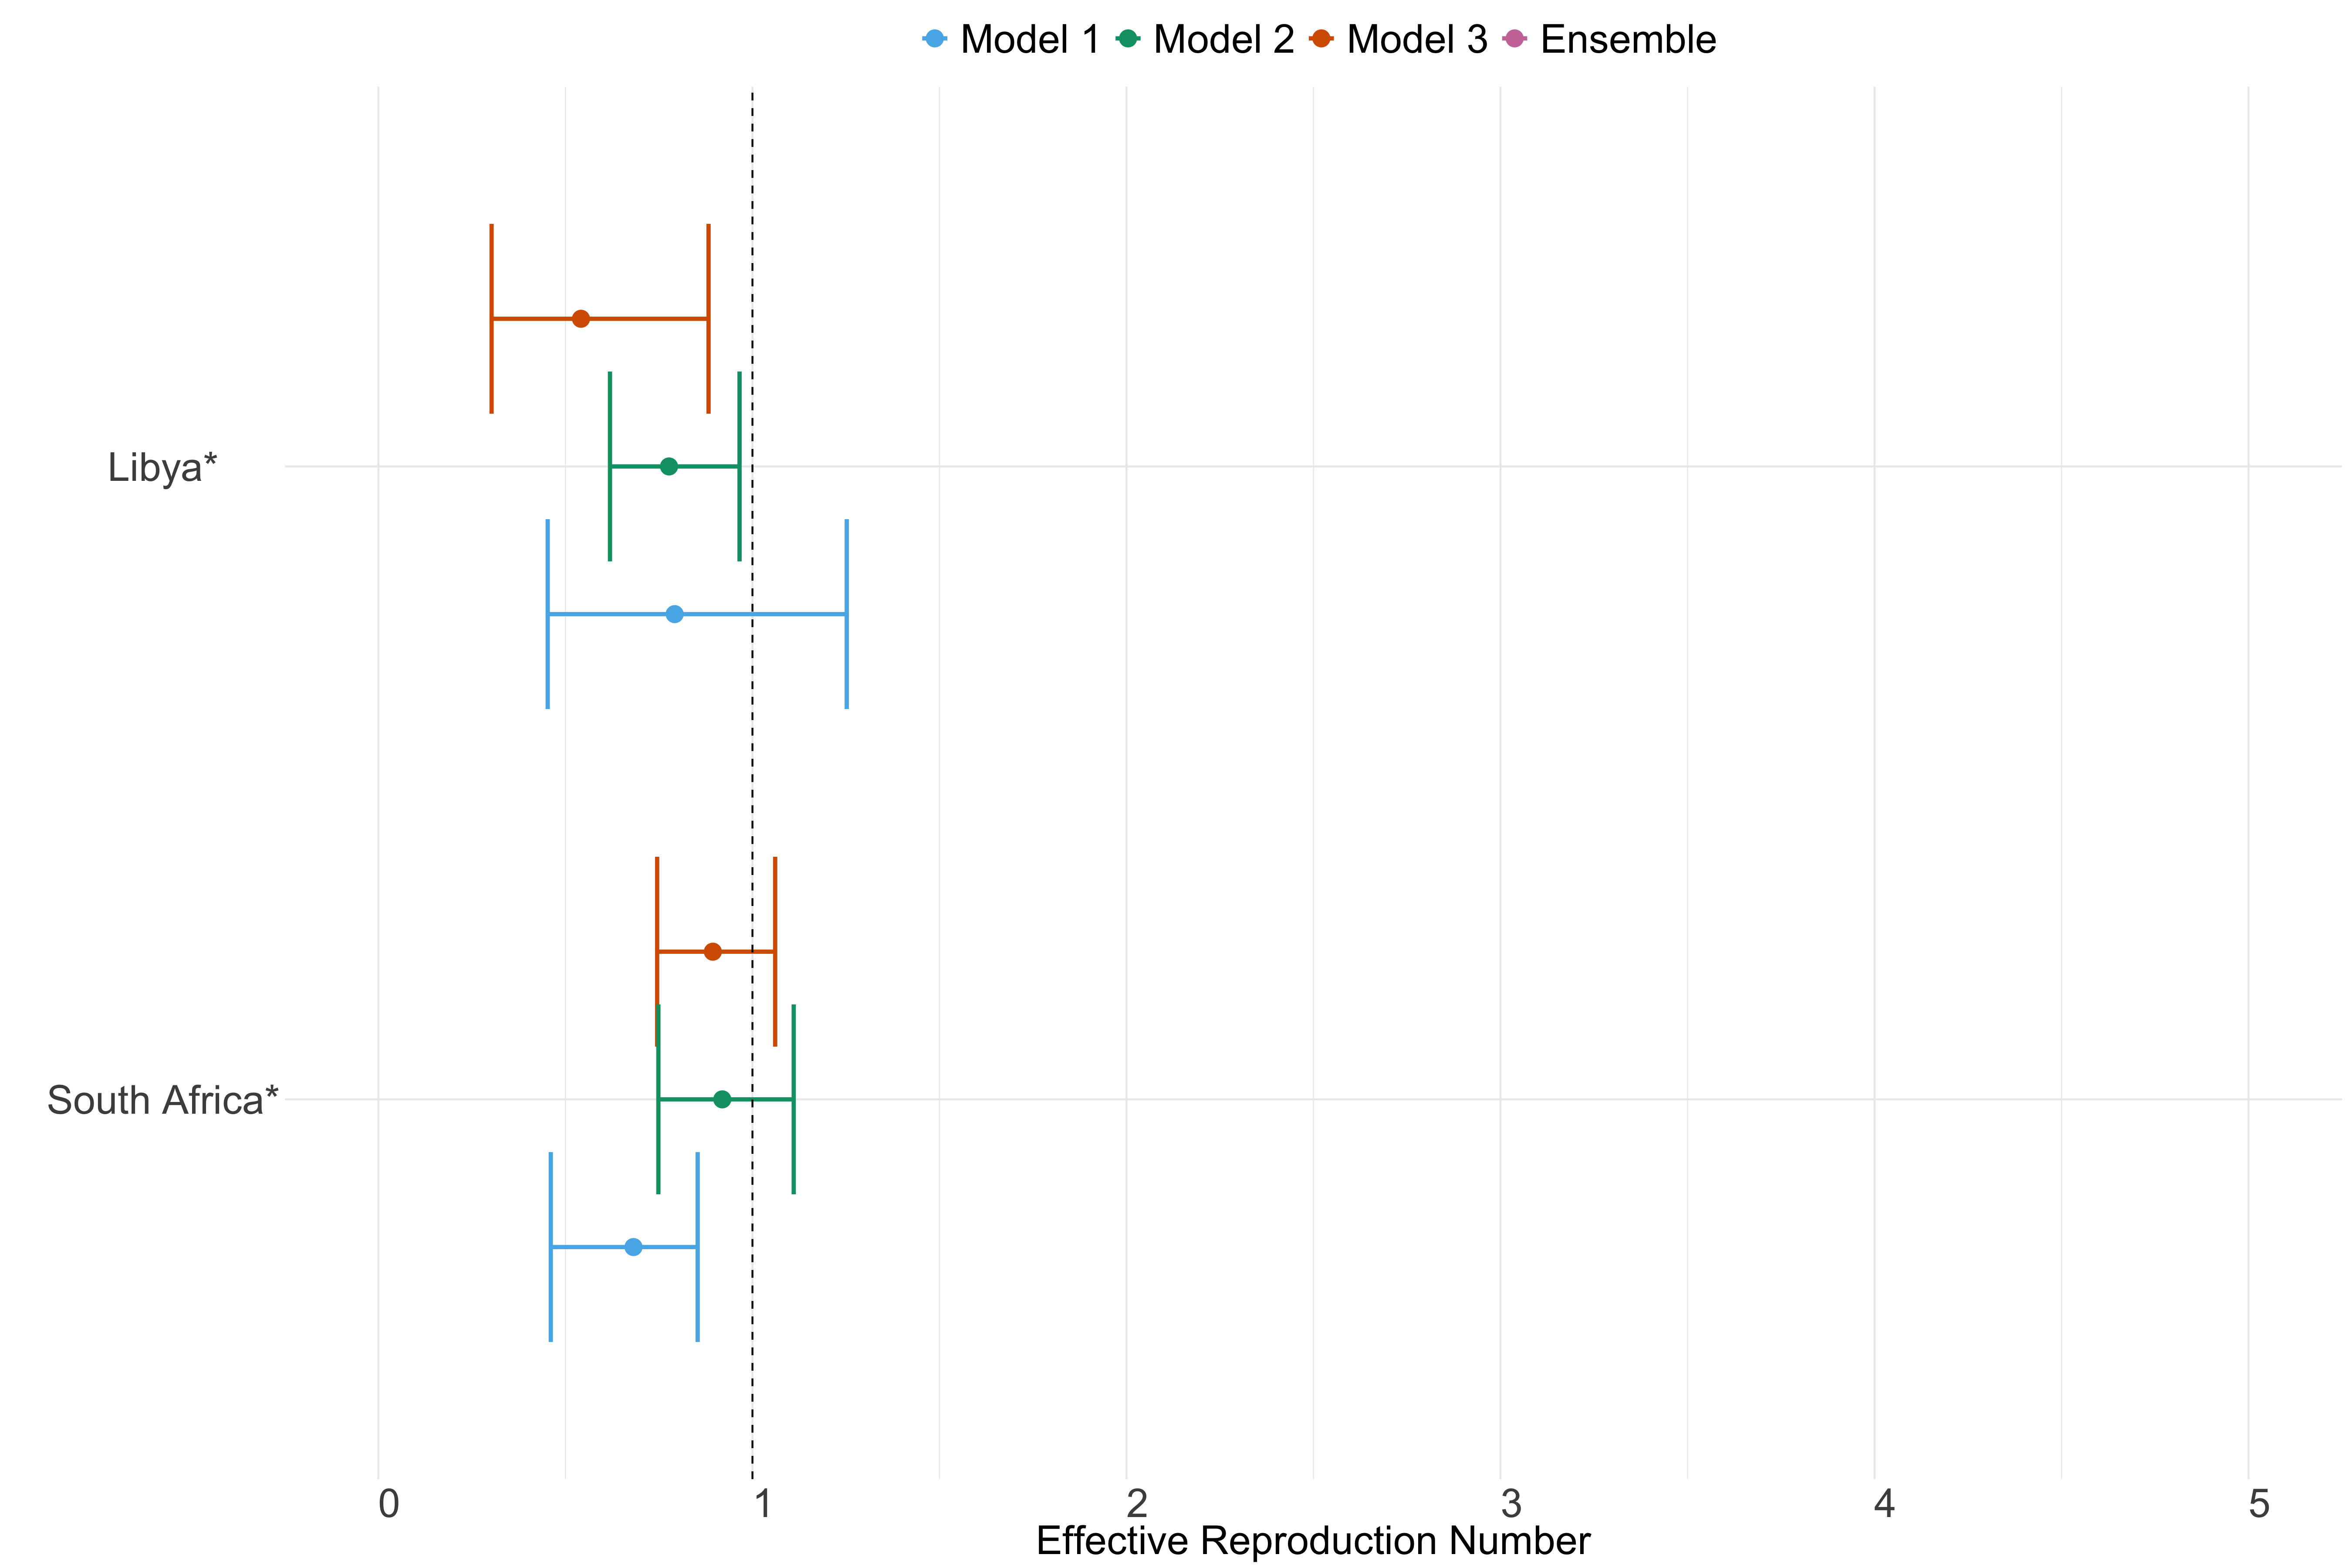 Model 1 Model 2 Model 3 Ensemble
Libya*
South Africa*
0 1 2 3 4 5
Effective Reproduction Number